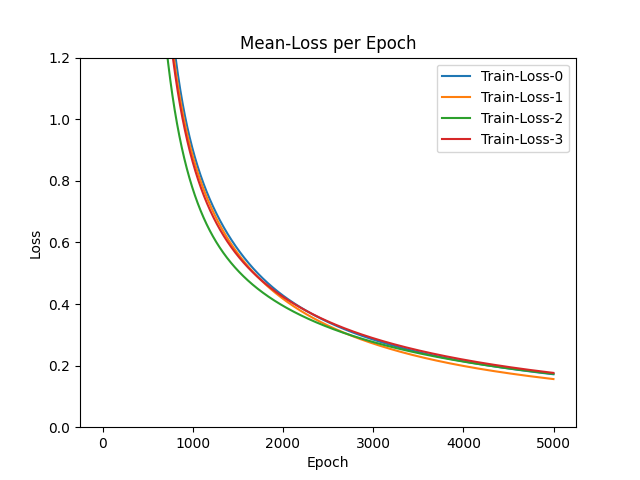 Mean-Loss per Epoch
Train-Loss-0
Train-Loss-1
Train-Loss-2
Train-Loss-3
Loss
1.2
1.0
0.8
0.6
0.4
0.2
0.0
0 1000 2000 3000 4000 5000
Epoch